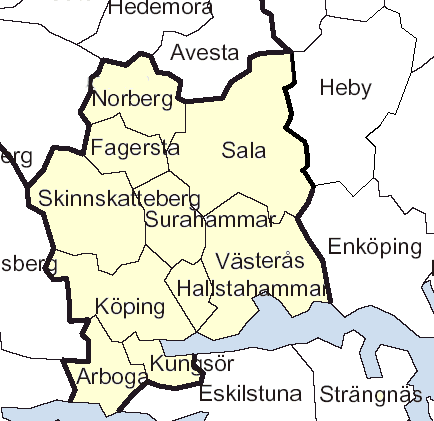 Hedemora
Avesta
Heby
Norberg
Fagersta
Sala
erg
Skinnskatteberg
Surahammar
Enköping
sberg
Västerås
Hallstahammar
Köping
Kungsör
Arboga
Eskilstuna
Strängnäs